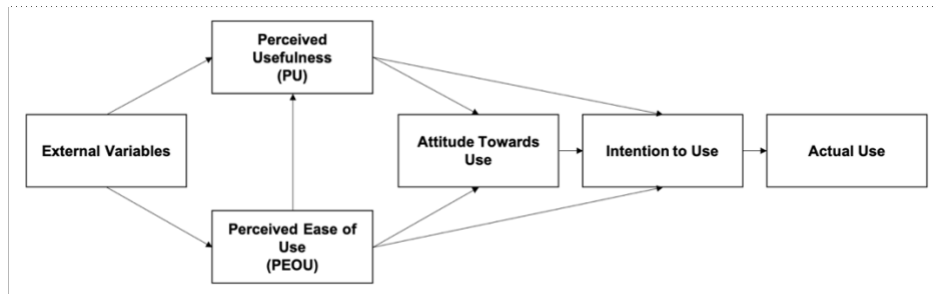 Perceived
Usefulness
(PU)
External Variables
Attitude Towards
Use
Intention to Use
Actual Use
Perceived Ease of
Use
(PEOU)